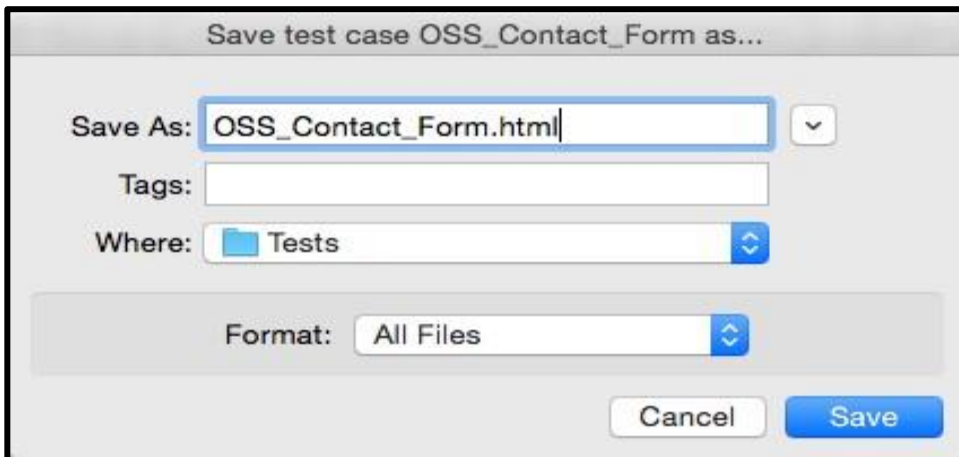 Save test case OSS_Contact_Form as...
Save As: OSS_Contact_Form.html
Tags:
Where: Tests
Format: All Files
Cancel Save